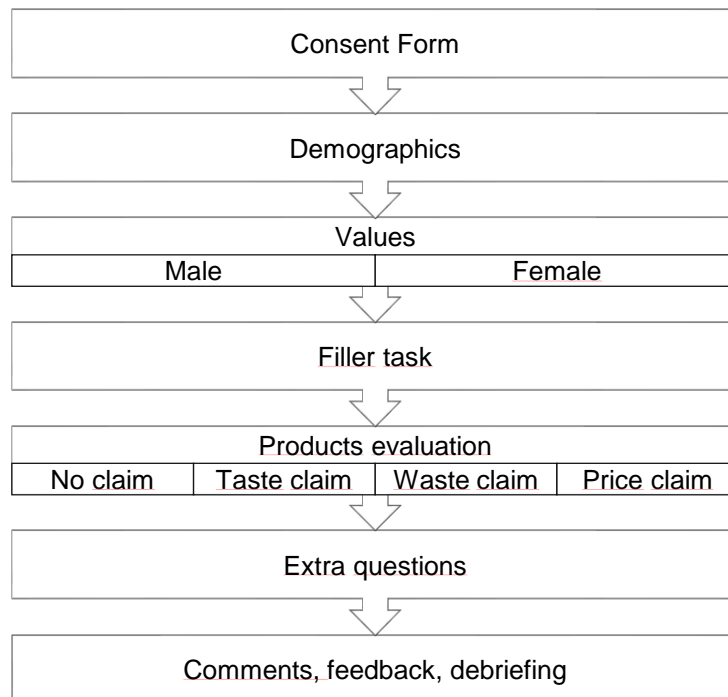 Consent Form
Demographics
Values
Male Female
Filler task
Products evaluation
No claim Taste claim Waste claim Price claim
Extra questions
Comments, feedback, debriefing